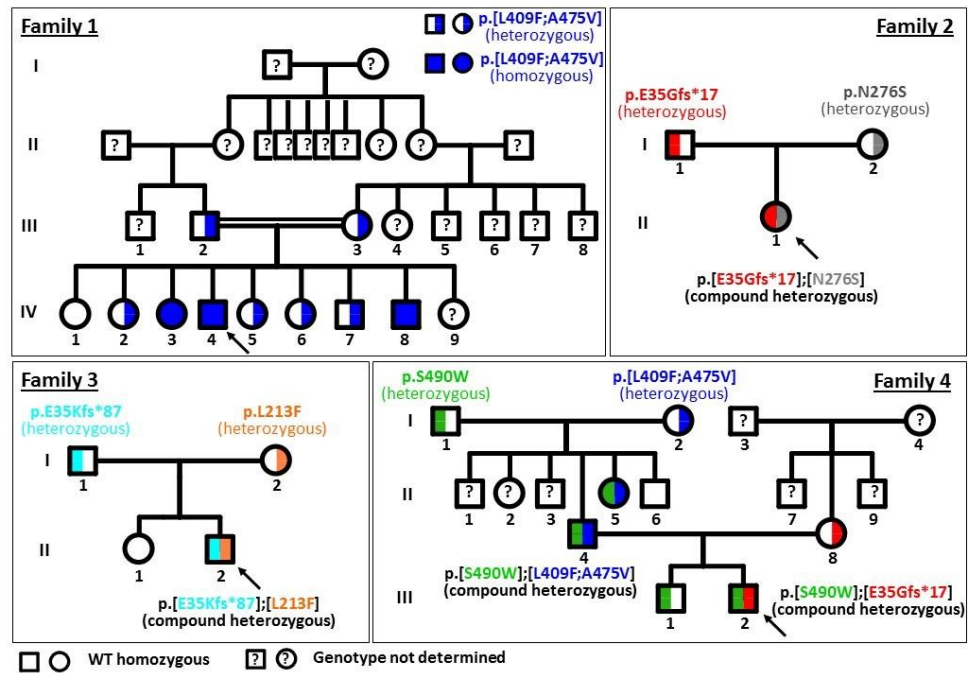 Family 1
p.[L409F;A475V]
(heterozygous)
p.[L409F;A475V]
(homozygous)
I
? ?
II
? ? ? ? ? ? ? ? ? ?
III
? ? ? ? ? ?
1 2 3 4 5 6 7 8
IV
?
1 2 3 4 5 6 7 8 9
Family 2
p.E35Gfs*17
(heterozygous)
p.N276S
(heterozygous)
I
1 2
II
1
p.[E35Gfs*17];[N276S]
(compound heterozygous)
Family 3
p.E35Kfs*87
(heterozygous)
p.L213F
(heterozygous)
I
1 2
II
1 2
p.[E35Kfs*87];[L213F]
(compound heterozygous)
Family 4
p.S490W
(heterozygous)
p.[L409F;A475V]
(heterozygous)
I
? ?
1 2 3 4
II
? ? ? ? ?
1 2 3 5 6 7 9
4 8
p.[S490W];[L409F;A475V]
(compound heterozygous)
p.[S490W];[E35Gfs*17]
(compound heterozygous)
III
1 2
WT homozygous
? ? Genotype not determined